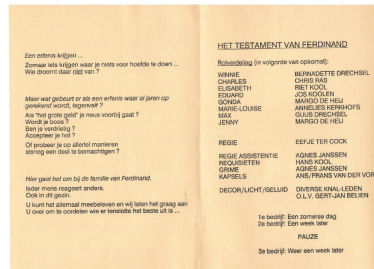 Een erfenis krijgen ...
Zomaar iets krijgen waar je niets voor hoefde te doen ...
Wie droomt daar niet van ?
Maar wat gebeurt er als een erfenis waar al jaren op
gerekend wordt, tegenvalt ?
Als "het grote geld" je neus voorbij gaat ?
Wordt je boos ?
Ben je verdrietig ?
Accepteer je het ?
Of probeer je op allerlei manieren
alsnog een deel te bemachtigen ?
Hier gaat het om bij de familie van Ferdinand.
Ieder mens reageert anders.
Ook in dit gezin.
U kunt het allemaal meebeleven en wij laten het graag aan
U over om te oordelen wie er tenslotte het beste uit is ...
HET TESTAMENT VAN FERDINAND
Rolverdeling (in volgorde van opkomst):
WINNIE BERNADETTE DRECHSEL
CHARLES CHRIS RAS
ELISABETH RIET KOOL
EDUARD JOS KOOLEN
GONDA MARGO DE HEIJ
MARIE-LOUISE ANNELIES KERKHOFS
MAX GUUS DRECHSEL
JENNY MARGO DE HEIJ
REGIE EEFJE TER COCK
REGIE ASSISTENTIE AGNES JANSSEN
REQUISIETEN HANS KOOL
GRIME AGNES JANSSEN
KAPSELS ANS/FRANS VAN DER VOR
DECOR/LICHT/GELUID DIVERSE KNAL-LEDEN
O.L.V. GERT-JAN BELIEN
1e bedrijf: Een zomerse dag
2e bedrijf: Een week later
PAUZE
3e bedrijf: Weer een week later